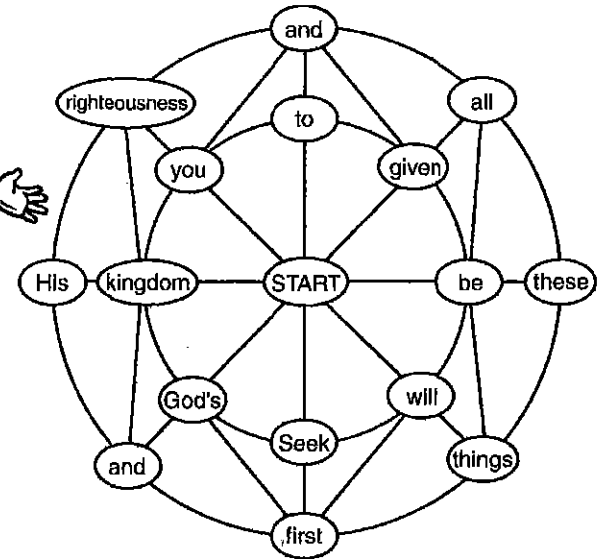 and
righteousness
all
to
you
given
His
kingdom
START
be
these
God's
will
Seek
and
things
first